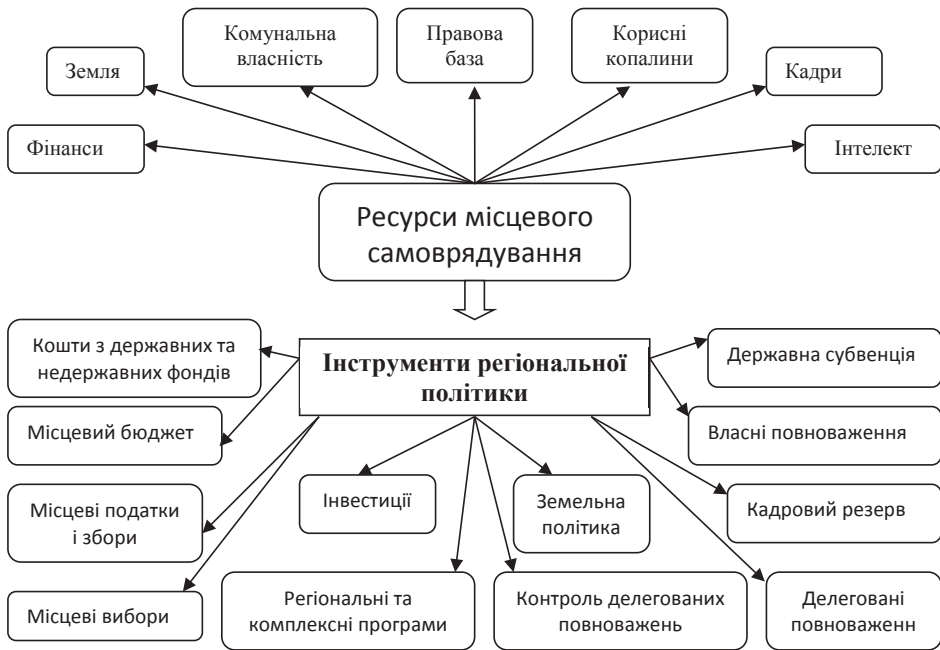 Комунальна
власність
Правова
база
Корисні
копалини
Земля
Кадри
Фінанси
Інтелект
Ресурси місцевого
самоврядування
Кошти з державних та
недержавних фондів
Інструменти регіональної
політики
Державна субвенція
Місцевий бюджет
Власні повноваження
Місцеві податки
і збори
Інвестиції
Земельна
політика
Кадровий резерв
Місцеві вибори
Регіональні та
комплексні програми
Контроль делегованих
повноважень
Делеговані
повноваженн